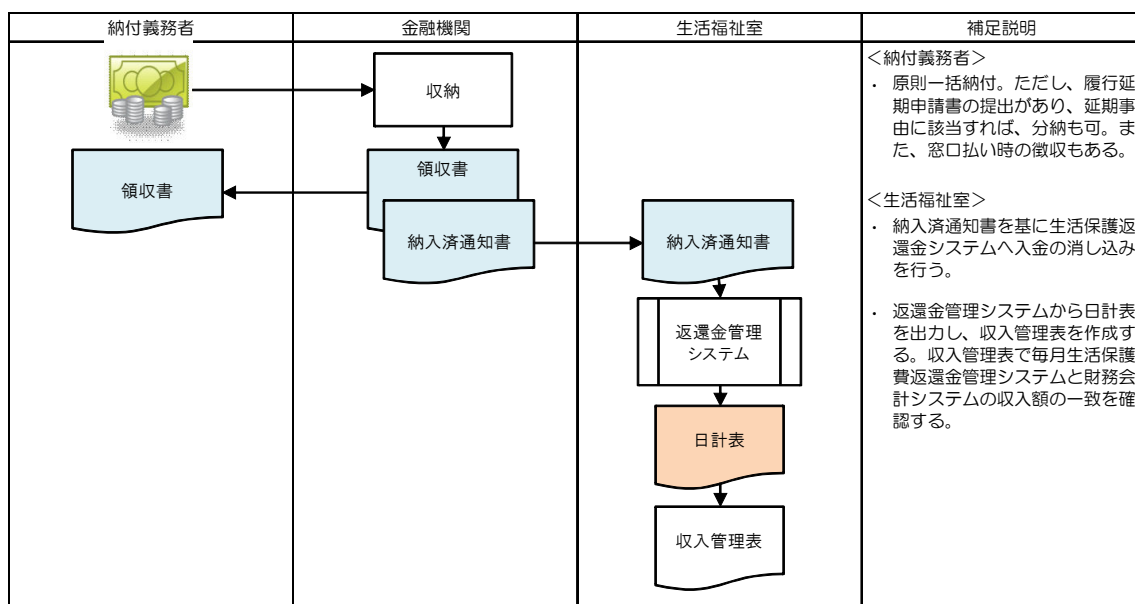 納付義務者
金融機関
生活福祉室
補足説明
収納
領収書
領収書
納入済通知書
納入済通知書
返還金管理
システム
日計表
収入管理表
＜納付義務者＞
・ 原則一括納付。ただし、履行延
期申請書の提出があり、延期事
由に該当すれば、分納も可。ま
た、窓口払い時の徴収もある。
＜生活福祉室＞
・ 納入済通知書を基に生活保護返
還金システムへ入金の消し込み
を行う。
・ 返還金管理システムから日計表
を出力し、収入管理表を作成す
る。収入管理表で毎月生活保護
費返還金管理システムと財務会
計システムの収入額の一致を確
認する。